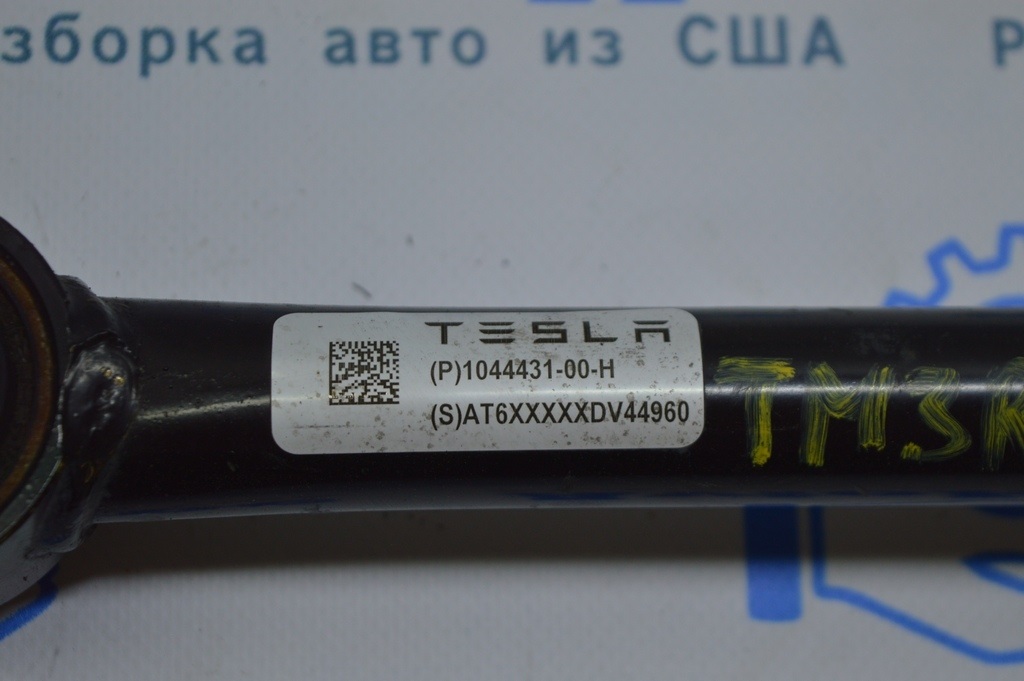 зборка авто из США Р
TESLA
(P)1044431-00-H
(S)AT6XXXXXDV44960
TM3R